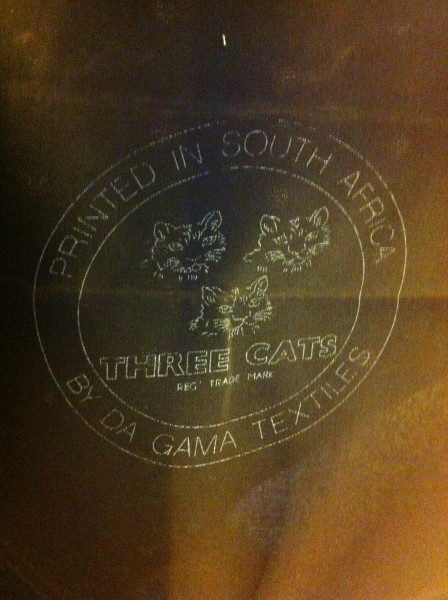 PRINTED IN SOUTH AFRICA
THREE CATS
REG' TRADE MARK
BY DA GAMA TEXTILES